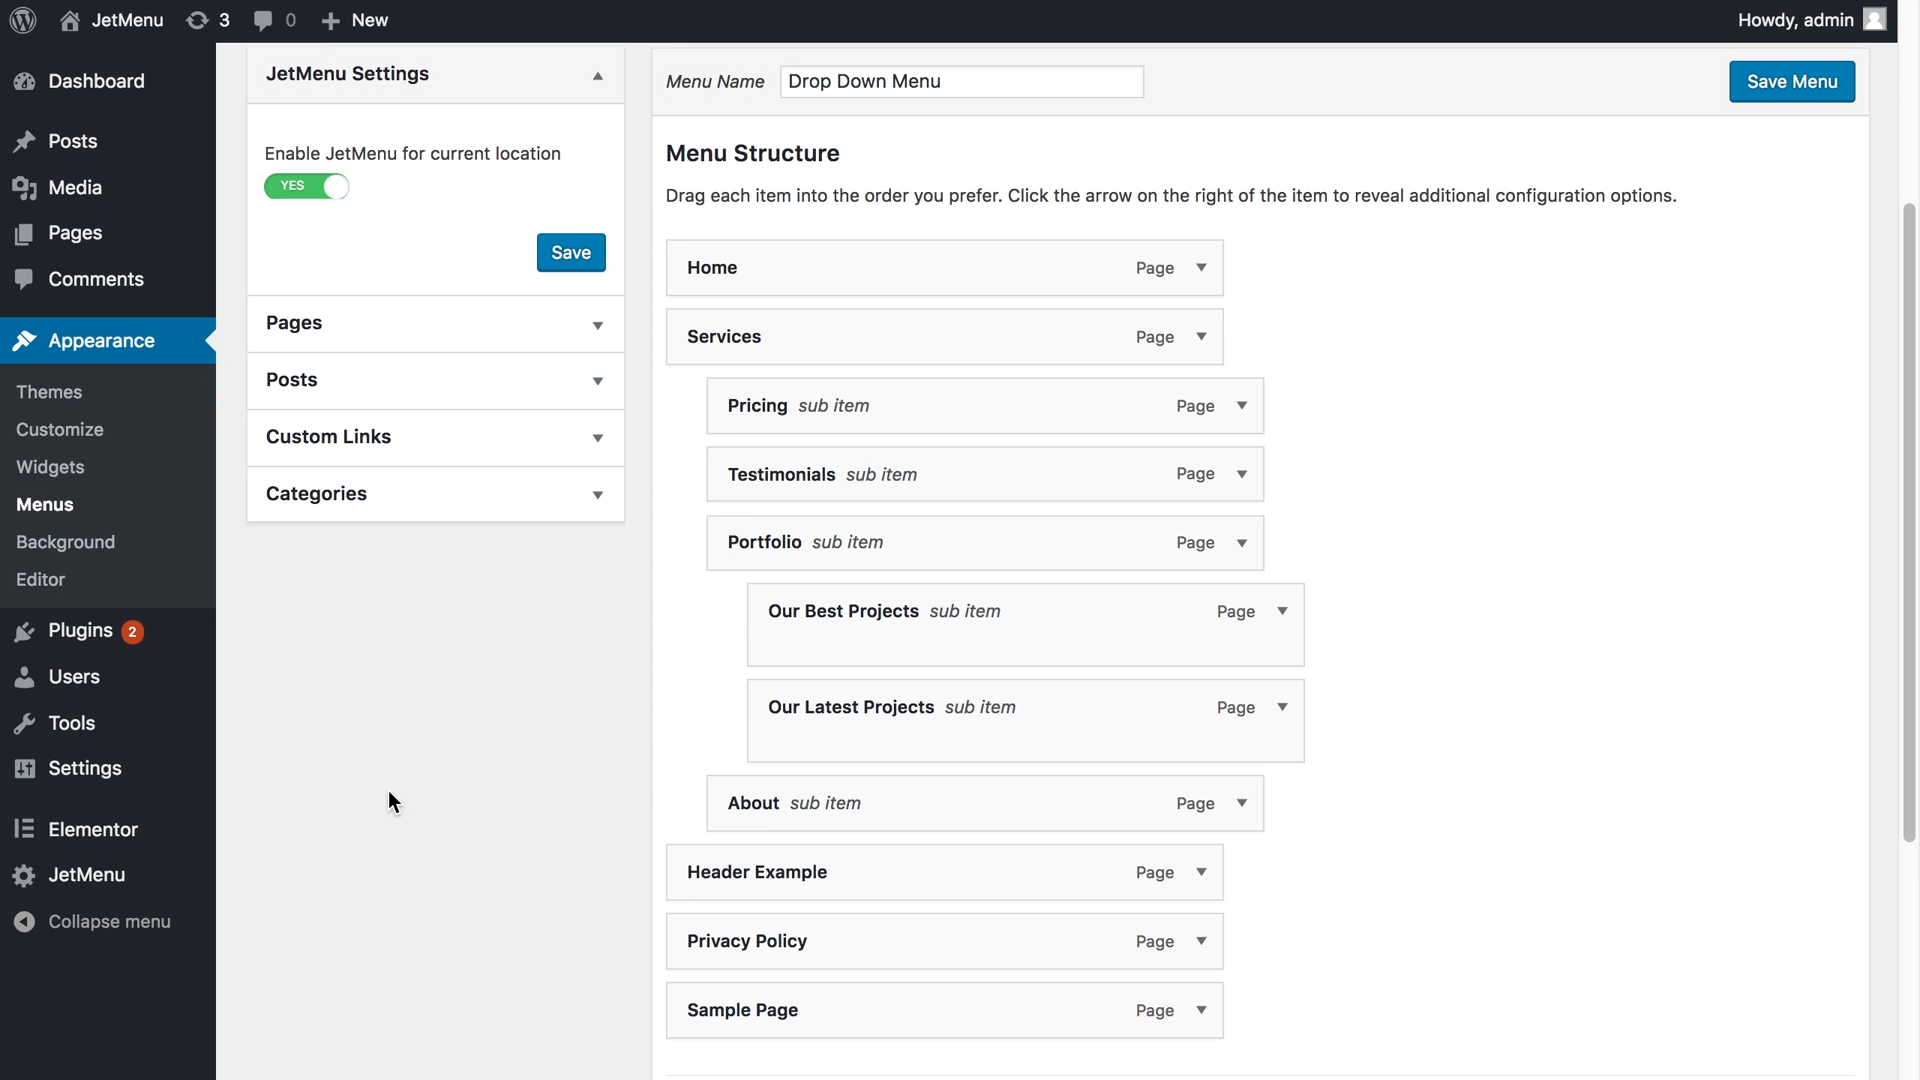 JetMenu 3 0 New Howdy, admin
Dashboard
Posts
Media
Pages
Comments
Appearance
Themes
Customize
Widgets
Menus
Background
Editor
Plugins 2
Users
Tools
Settings
Elementor
JetMenu
Collapse menu
JetMenu Settings
Enable JetMenu for current location
YES
Save
Pages
Posts
Custom Links
Categories
Menu Name Drop Down Menu Save Menu
Menu Structure
Drag each item into the order you prefer. Click the arrow on the right of the item to reveal additional configuration options.
Home Page
Services Page
Pricing sub item Page
Testimonials sub item Page
Portfolio sub item Page
Our Best Projects sub item Page
Our Latest Projects sub item Page
About sub item Page
Header Example Page
Privacy Policy Page
Sample Page Page